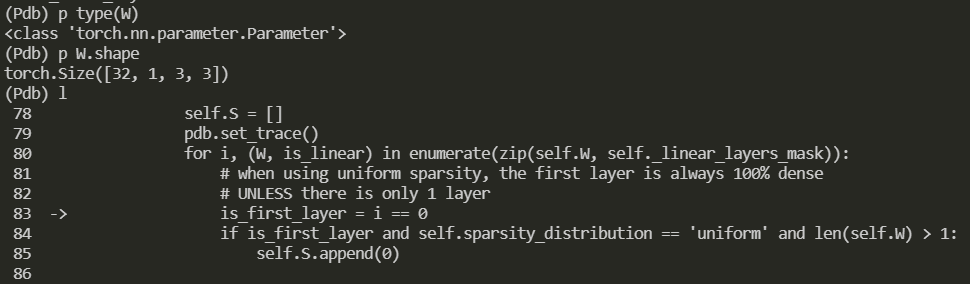 (Pdb) p type(W)
<class 'torch.nn.parameter.Parameter'>
(Pdb) p W.shape
torch.Size([32, 1, 3, 3])
(Pdb) l
78 self.S = []
79 pdb.set_trace()
80 for i, (W, is_linear) in enumerate(zip(self.W, self._linear_layers_mask)):
81 # when using uniform sparsity, the first layer is always 100% dense
82 # UNLESS there is only 1 layer
83 -> is_first_layer = i == 0
84 if is_first_layer and self.sparsity_distribution == 'uniform' and len(self.W) > 1:
85 self.S.append(0)
86